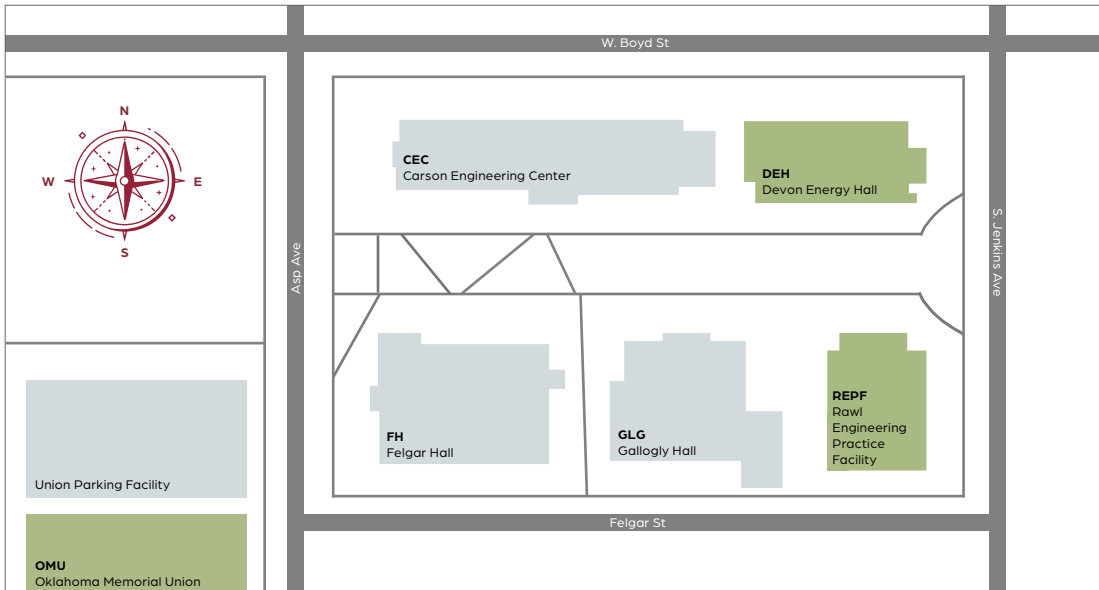 W. Boyd St
N
W
E
S
CEC
Carson Engineering Center
DEH
Devon Energy Hall
Asp Ave
S. Jenkins Ave
FH
Felgar Hall
GLG
Gallogly Hall
REPF
Rawl
Engineering
Practice
Facility
Union Parking Facility
Felgar St
OMU
Oklahoma Memorial Union